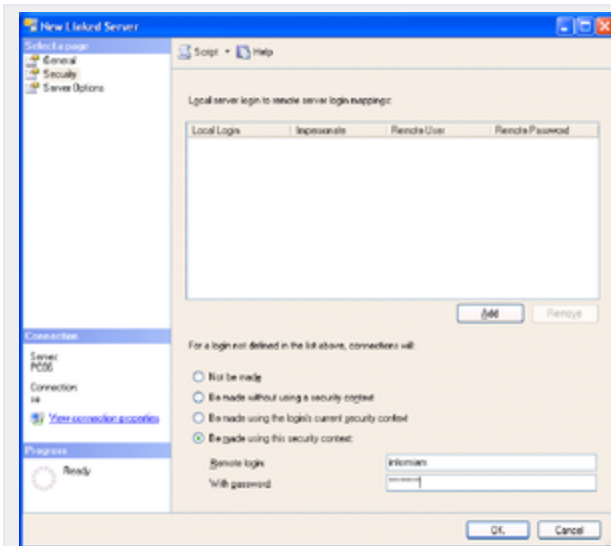 New Linked Server
Select a page
General
Security
Server Options
Script Help
Local server login to remote server login mappings:
Local Login Impersonate Remote User Remote Password
Add Remove
Connection
Server:
PC06
Connection:
sa
View connection properties
Progress
Ready
For a login not defined in the list above, connections will:
Not be made
Be made without using a security context
Be made using the login's current security context
Be made using this security context:
Remote login:
With password:
OK Cancel